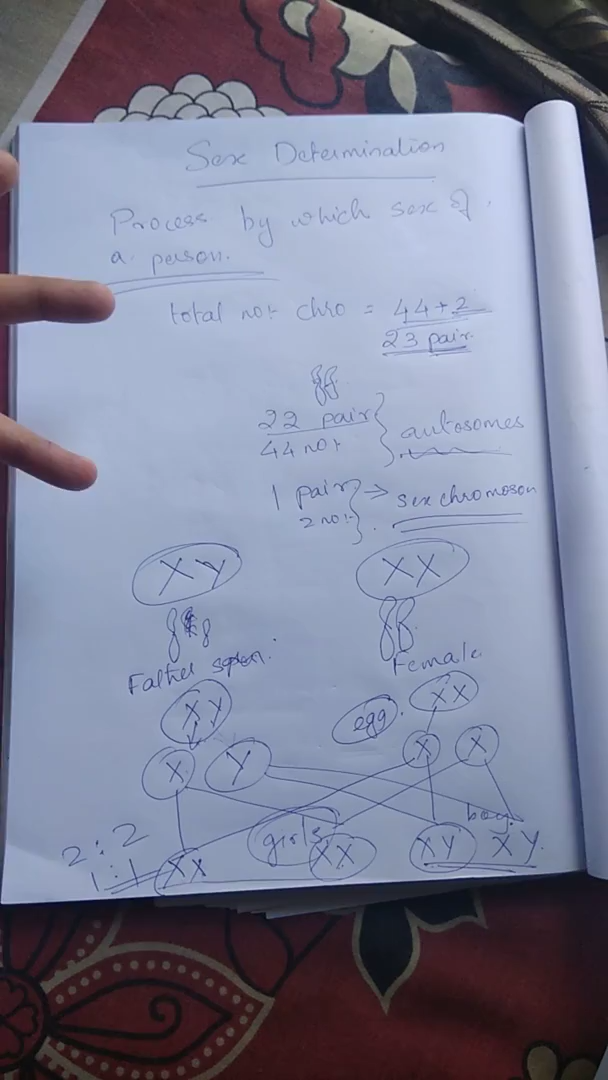 Sex Determination
Process by which sex of
a person.
total no:- chro = 44+2
23 pair
22 pair
44 no:-
autosomes
1 pair
2 no:-
⇒ sex chromoson
XY XX
Father Female
XY egg. XX
X Y X X
2:2 girls boy
1:1 XX XX XY XY